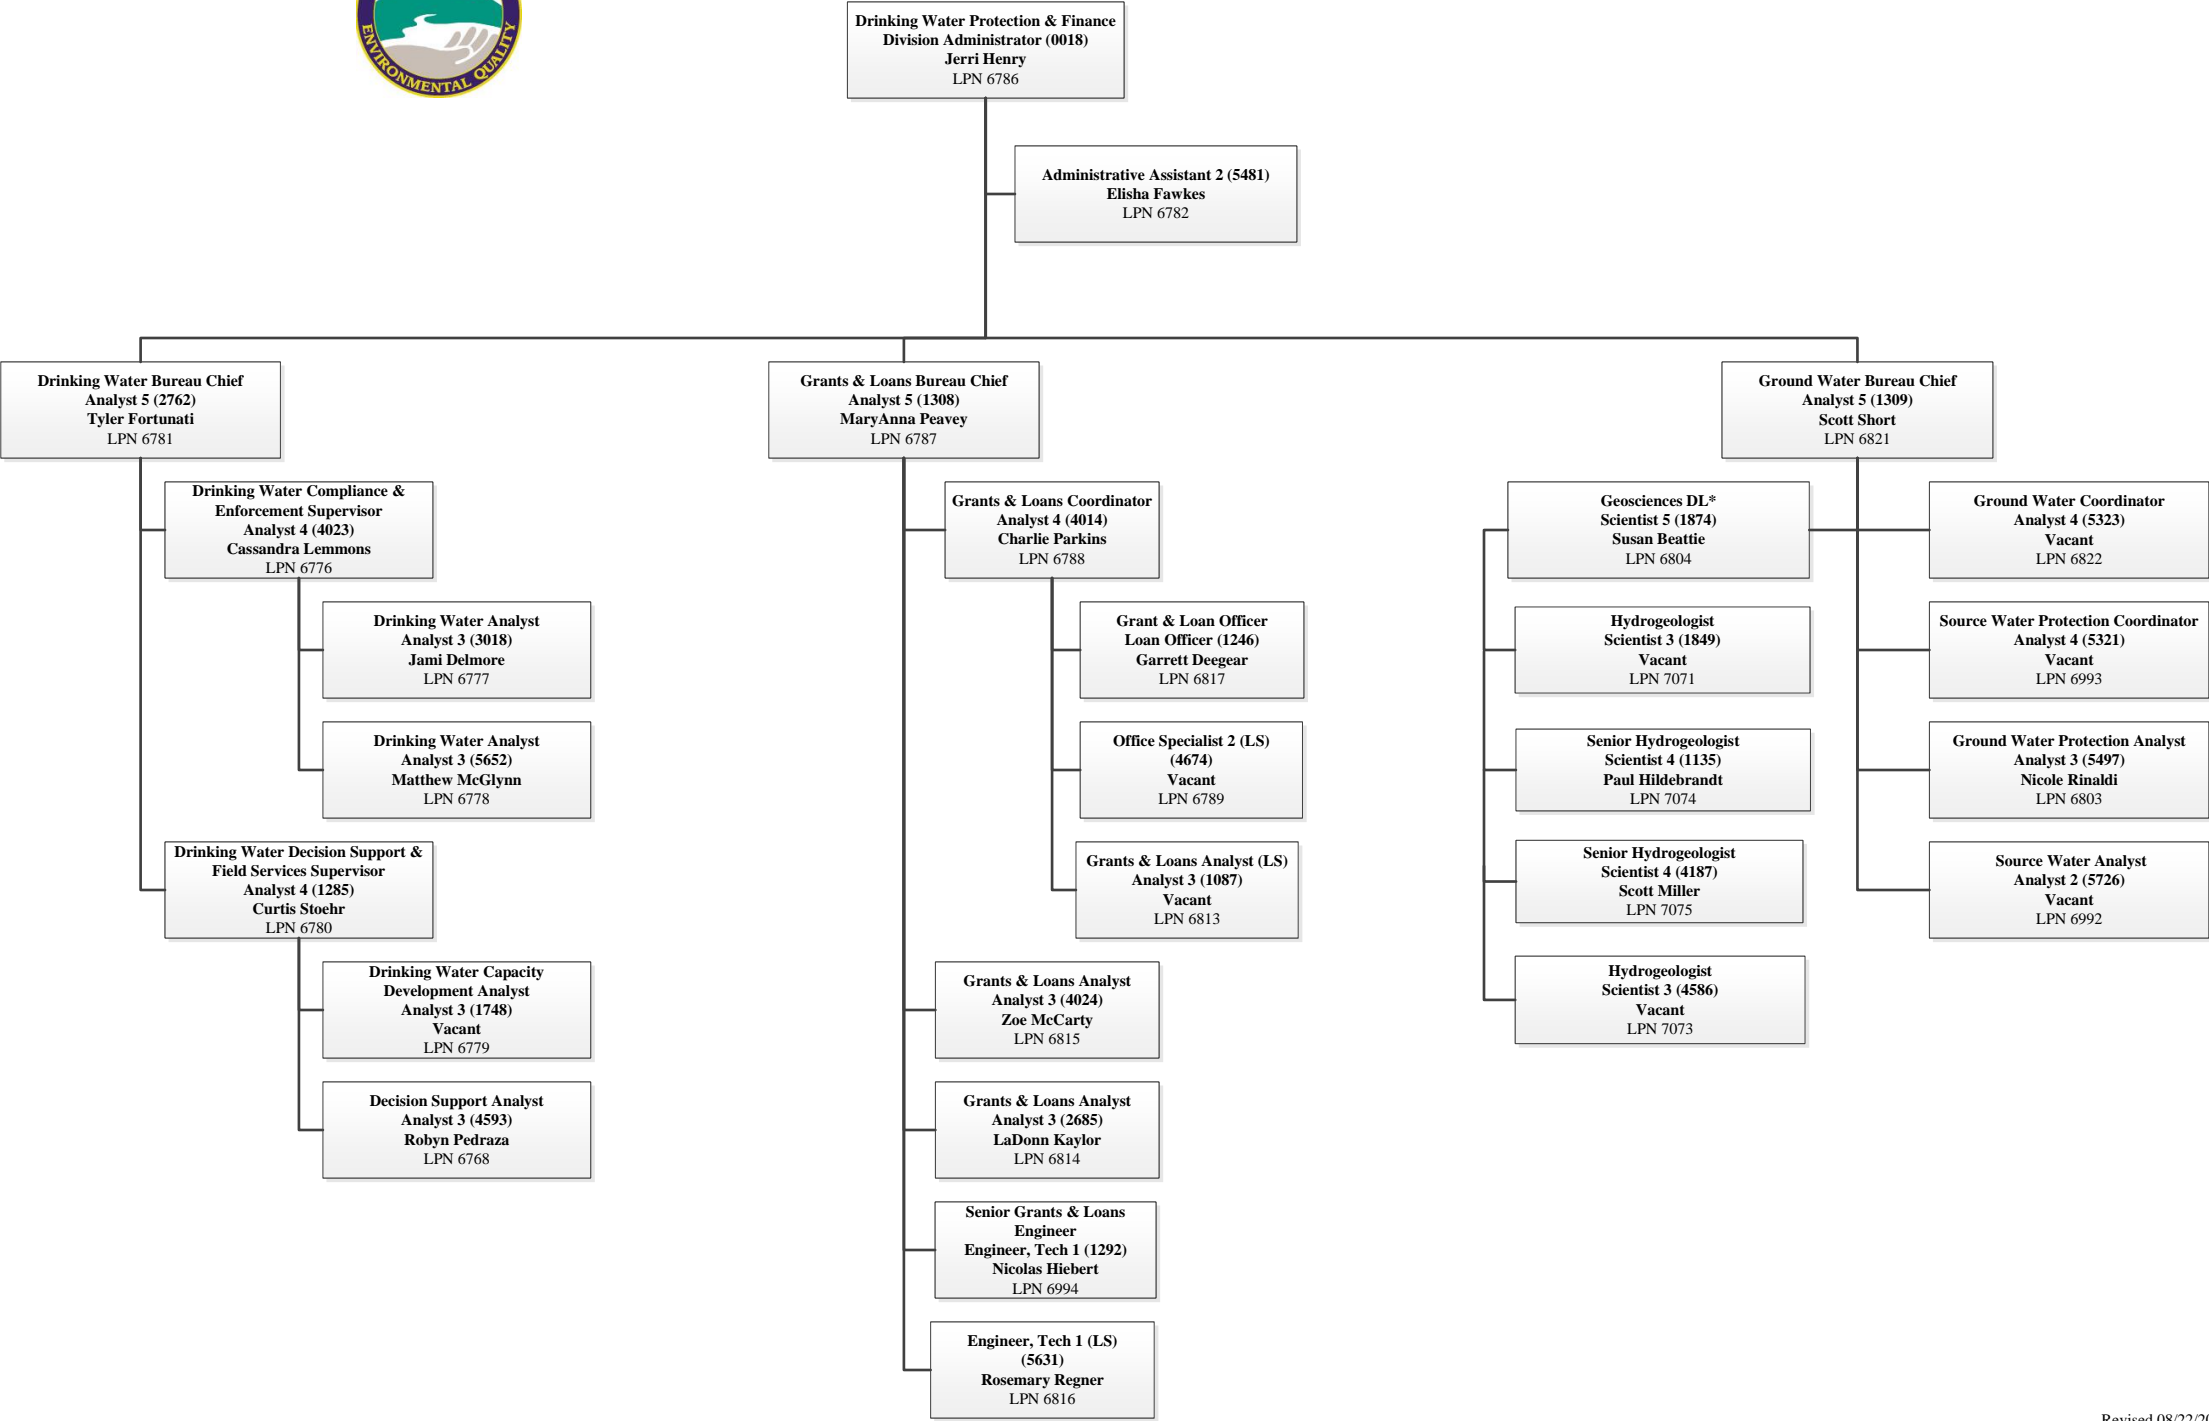 ENVIRONMENTAL QUALITY
Drinking Water Protection & Finance
Division Administrator (0018)
Jerri Henry
LPN 6786
Administrative Assistant 2 (5481)
Elisha Fawkes
LPN 6782
Drinking Water Bureau Chief
Analyst 5 (2762)
Tyler Fortunati
LPN 6781
Drinking Water Compliance &
Enforcement Supervisor
Analyst 4 (4023)
Cassandra Lemmons
LPN 6776
Drinking Water Analyst
Analyst 3 (3018)
Jami Delmore
LPN 6777
Drinking Water Analyst
Analyst 3 (5652)
Matthew McGlynn
LPN 6778
Drinking Water Decision Support &
Field Services Supervisor
Analyst 4 (1285)
Curtis Stoehr
LPN 6780
Drinking Water Capacity
Development Analyst
Analyst 3 (1748)
Vacant
LPN 6779
Decision Support Analyst
Analyst 3 (4593)
Robyn Pedraza
LPN 6768
Grants & Loans Bureau Chief
Analyst 5 (1308)
MaryAnna Peavey
LPN 6787
Grants & Loans Coordinator
Analyst 4 (4014)
Charlie Parkins
LPN 6788
Grant & Loan Officer
Loan Officer (1246)
Garrett Deegear
LPN 6817
Office Specialist 2 (LS)
(4674)
Vacant
LPN 6789
Grants & Loans Analyst (LS)
Analyst 3 (1087)
Vacant
LPN 6813
Grants & Loans Analyst
Analyst 3 (4024)
Zoe McCarty
LPN 6815
Grants & Loans Analyst
Analyst 3 (2685)
LaDonn Kaylor
LPN 6814
Senior Grants & Loans
Engineer
Engineer, Tech 1 (1292)
Nicolas Hiebert
LPN 6994
Engineer, Tech 1 (LS)
(5631)
Rosemary Regner
LPN 6816
Ground Water Bureau Chief
Analyst 5 (1309)
Scott Short
LPN 6821
Geosciences DL*
Scientist 5 (1874)
Susan Beattie
LPN 6804
Hydrogeologist
Scientist 3 (1849)
Vacant
LPN 7071
Senior Hydrogeologist
Scientist 4 (1135)
Paul Hildebrandt
LPN 7074
Senior Hydrogeologist
Scientist 4 (4187)
Scott Miller
LPN 7075
Hydrogeologist
Scientist 3 (4586)
Vacant
LPN 7073
Ground Water Coordinator
Analyst 4 (5323)
Vacant
LPN 6822
Source Water Protection Coordinator
Analyst 4 (5321)
Vacant
LPN 6993
Ground Water Protection Analyst
Analyst 3 (5497)
Nicole Rinaldi
LPN 6803
Source Water Analyst
Analyst 2 (5726)
Vacant
LPN 6992
Revised